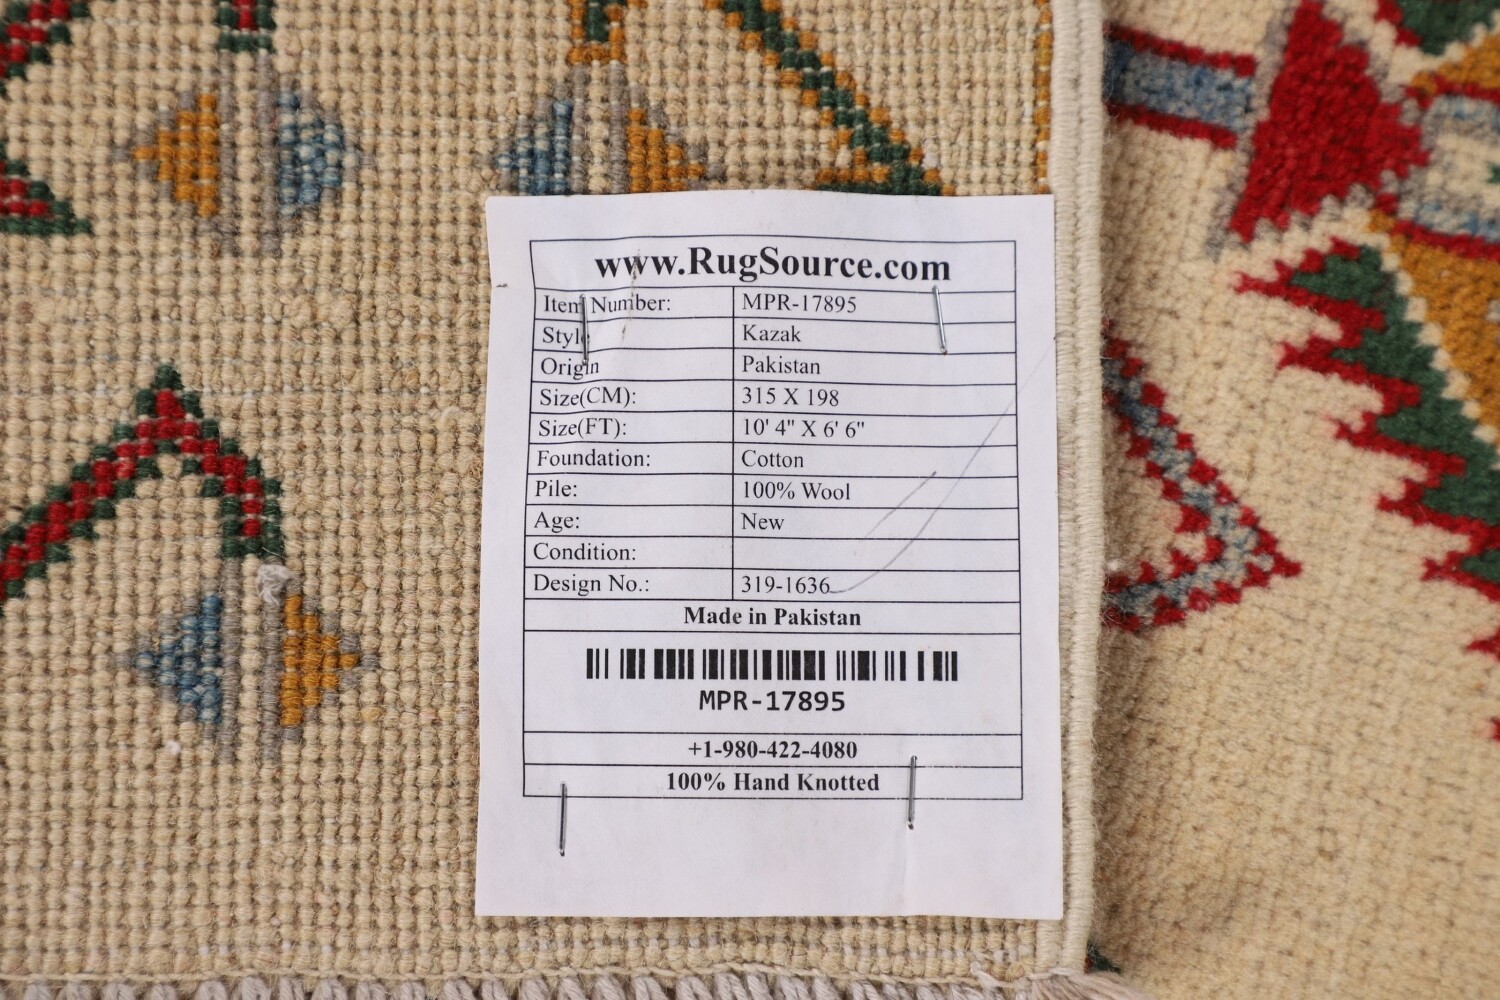 www.RugSource.com
Item Number: MPR-17895
Style Kazak
Origin Pakistan
Size(CM): 315 X 198
Size(FT): 10' 4" X 6' 6"
Foundation: Cotton
Pile: 100% Wool
Age: New
Condition:
Design No.: 319-1636
Made in Pakistan
MPR-17895
+1-980-422-4080
100% Hand Knotted